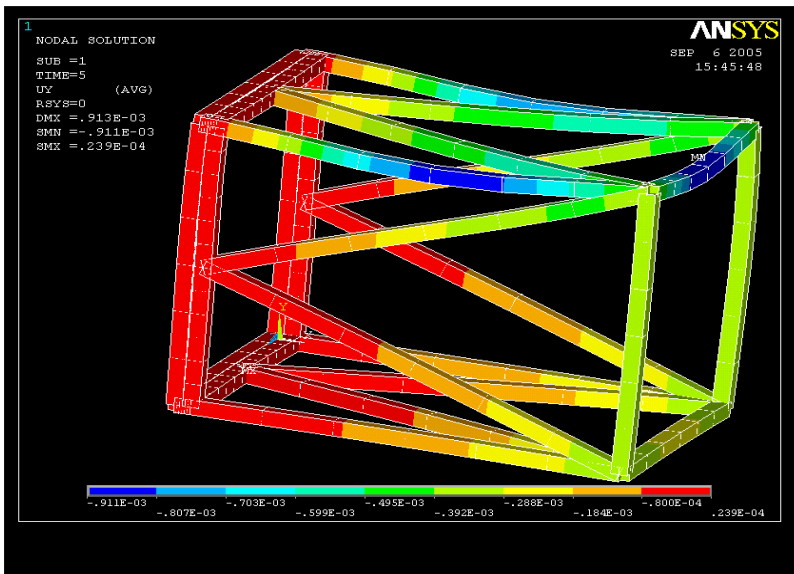 1
ANSYS
NODAL SOLUTION
SEP 6 2005
15:45:48
SUB =1
TIME=5
UY (AVG)
RSYS=0
DMX =.913E-03
SMN =-.911E-03
SMX =.239E-04
MN
Y
MX
-.911E-03 -.703E-03 -.495E-03 -.288E-03 -.800E-04
-.807E-03 -.599E-03 -.392E-03 -.184E-03 .239E-04